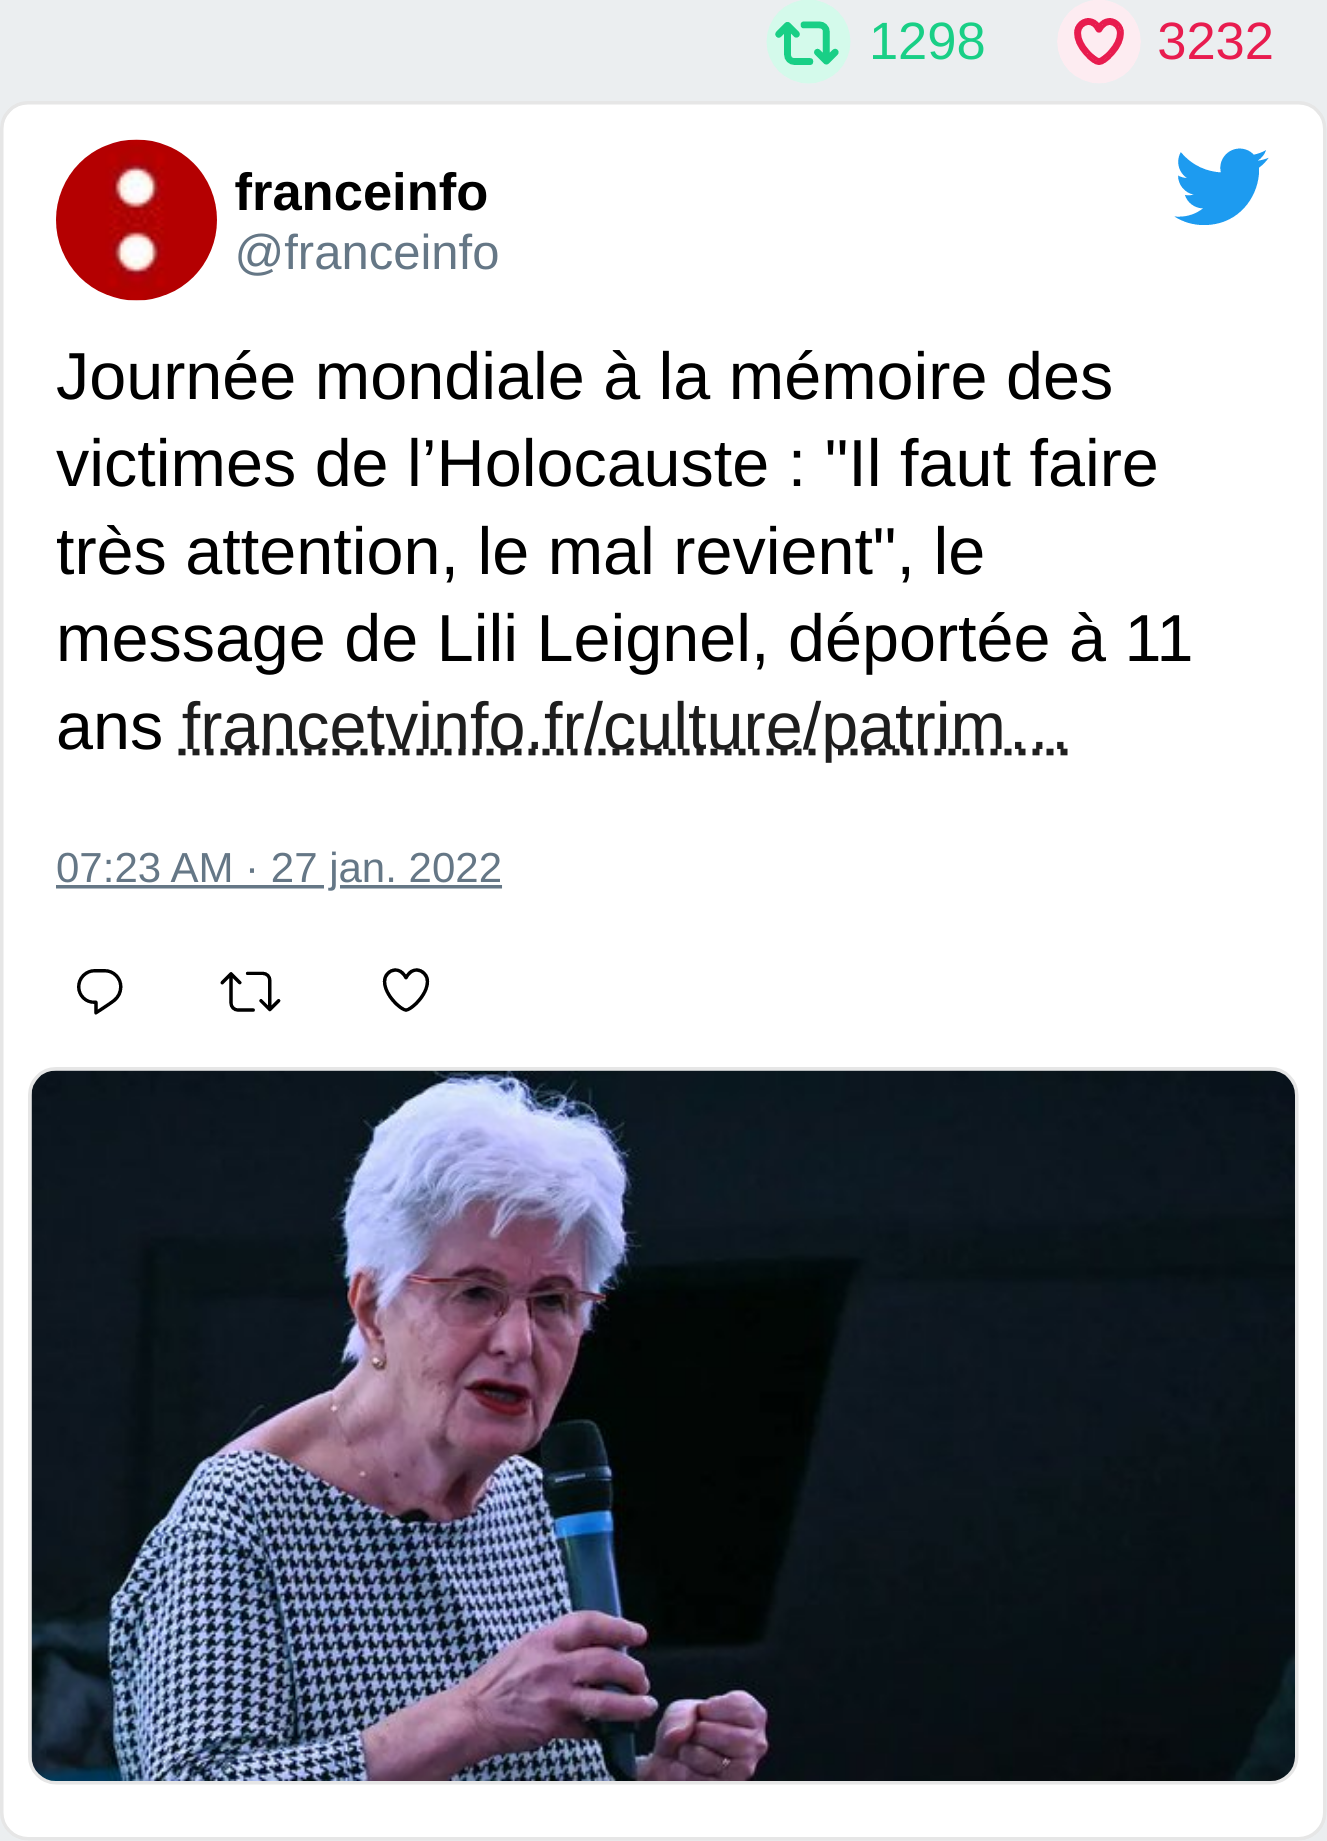 1298 3232
franceinfo
@franceinfo
Journée mondiale à la mémoire des
victimes de l’Holocauste : "Il faut faire
très attention, le mal revient", le
message de Lili Leignel, déportée à 11
ans francetvinfo.fr/culture/patrim…
07:23 AM · 27 jan. 2022